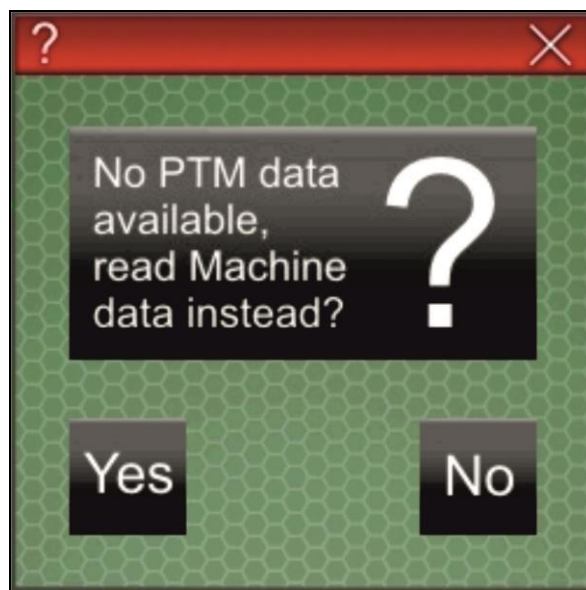 ?
No PTM data
available,
read Machine
data instead?
?
Yes
No